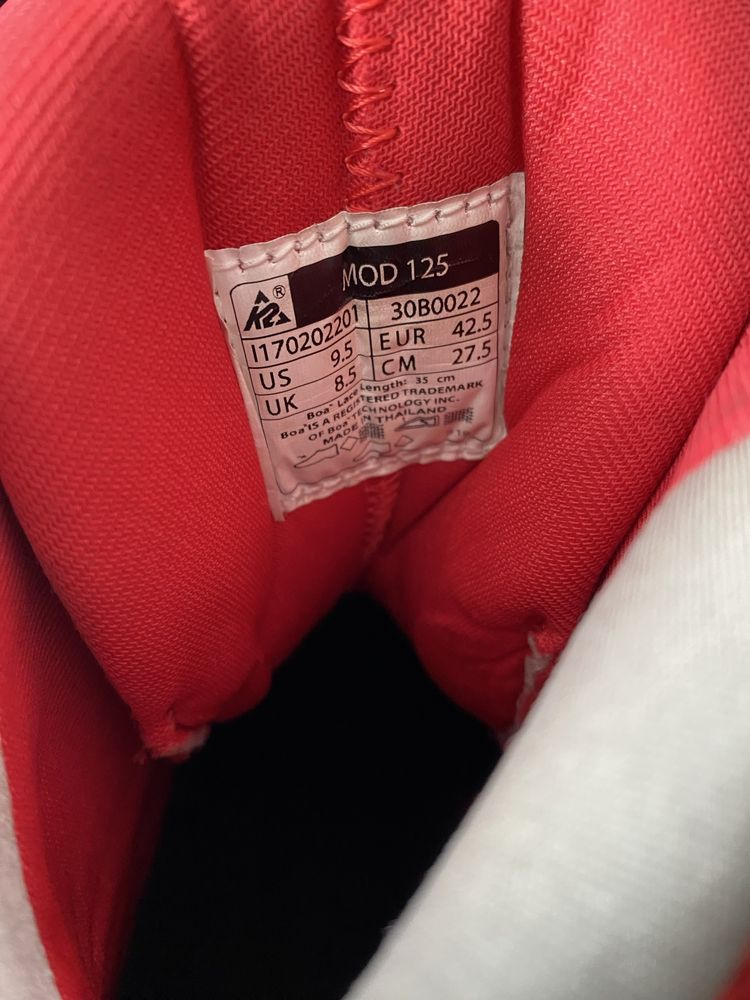 MOD 125
K2 ®
I170202201 30B0022
US 9.5 EUR 42.5
UK 8.5 CM 27.5
Boa® Lace Length: 35 cm
Boa® IS A REGISTERED TRADEMARK
OF Boa® TECHNOLOGY INC.
MADE IN THAILAND